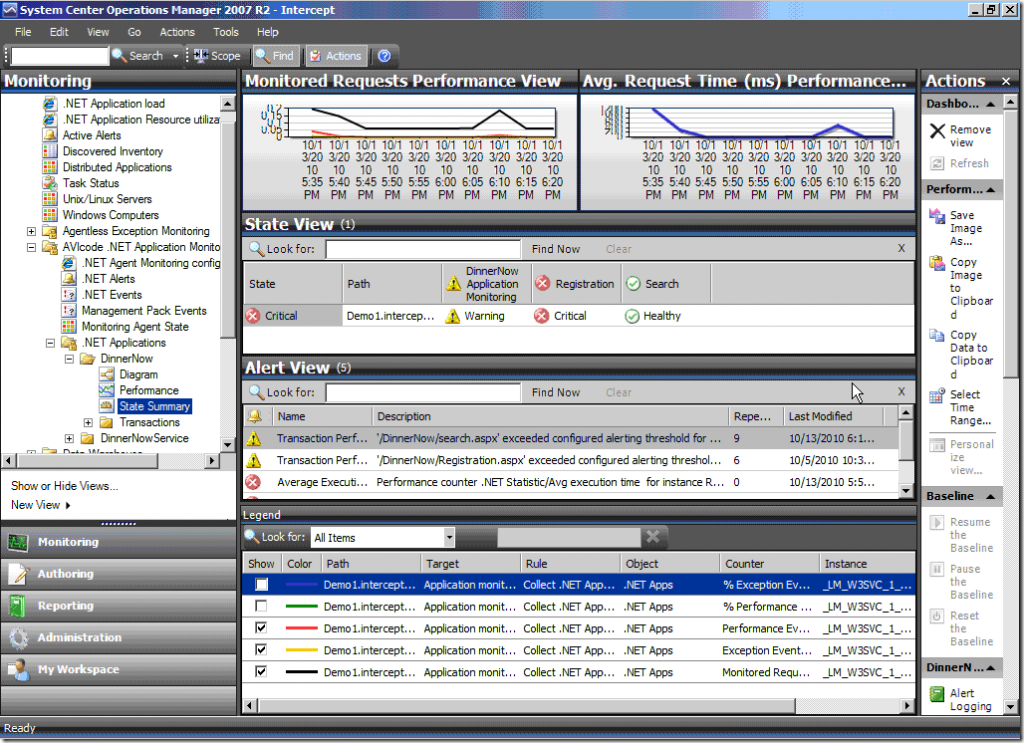 System Center Operations Manager 2007 R2 - Intercept
File Edit View Go Actions Tools Help
Search Scope Find Actions
Monitoring
.NET Application load
.NET Application Resource utiliza
Active Alerts
Discovered Inventory
Distributed Applications
Task Status
Unix/Linux Servers
Windows Computers
Agentless Exception Monitoring
AVIcode .NET Application Monito
.NET Agent Monitoring config
.NET Alerts
.NET Events
Management Pack Events
Monitoring Agent State
.NET Applications
DinnerNow
Diagram
Performance
State Summary
Transactions
DinnerNowService
Data Warehouse
Show or Hide Views...
New View
Monitoring
Authoring
Reporting
Administration
My Workspace
Ready
Monitored Requests Performance View
10/1 10/1 10/1 10/1 10/1 10/1 10/1 10/1 10/1 10/1
3/20 3/20 3/20 3/20 3/20 3/20 3/20 3/20 3/20 3/20
10 10 10 10 10 10 10 10 10 10
5:35 5:40 5:45 5:50 5:55 6:00 6:05 6:10 6:15 6:20
PM PM PM PM PM PM PM PM PM PM
Avg. Request Time (ms) Performance...
10/1 10/1 10/1 10/1 10/1 10/1 10/1 10/1 10/1 10/1
3/20 3/20 3/20 3/20 3/20 3/20 3/20 3/20 3/20 3/20
10 10 10 10 10 10 10 10 10 10
5:35 5:40 5:45 5:50 5:55 6:00 6:05 6:10 6:15 6:20
PM PM PM PM PM PM PM PM PM PM
State View (1)
Look for: Find Now Clear X
State Path DinnerNow Application Monitoring Registration Search
Critical Demo1.intercep... Warning Critical Healthy
Alert View (5)
Look for: Find Now Clear X
Name Description Repe... Last Modified
Transaction Perf... '/DinnerNow/search.aspx' exceeded configured alerting threshold for ... 9 10/13/2010 6:1...
Transaction Perf... '/DinnerNow/Registration.aspx' exceeded configured alerting threshol... 6 10/5/2010 10:3...
Average Executi... Performance counter .NET Statistic/Avg execution time for instance R... 0 10/13/2010 5:5...
Legend
Look for: All Items
Show Color Path Target Rule Object Counter Instance
Demo1.intercept... Application monit... Collect .NET App... .NET Apps % Exception Ev... _LM_W3SVC_1_...
Demo1.intercept... Application monit... Collect .NET App... .NET Apps % Performance ... _LM_W3SVC_1_...
Demo1.intercept... Application monit... Collect .NET App... .NET Apps Performance Ev... _LM_W3SVC_1_...
Demo1.intercept... Application monit... Collect .NET App... .NET Apps Exception Event... _LM_W3SVC_1_...
Demo1.intercept... Application monit... Collect .NET App... .NET Apps Monitored Requ... _LM_W3SVC_1_...
Actions
Dashbo...
Remove
view
Refresh
Perform...
Save
Image
As...
Copy
Image
to
Clipboar
d
Copy
Data to
Clipboar
d
Select
Time
Range...
Personal
ize
view...
Baseline
Resume
the
Baseline
Pause
the
Baseline
Reset
the
Baseline
DinnerN...
Alert
Logging